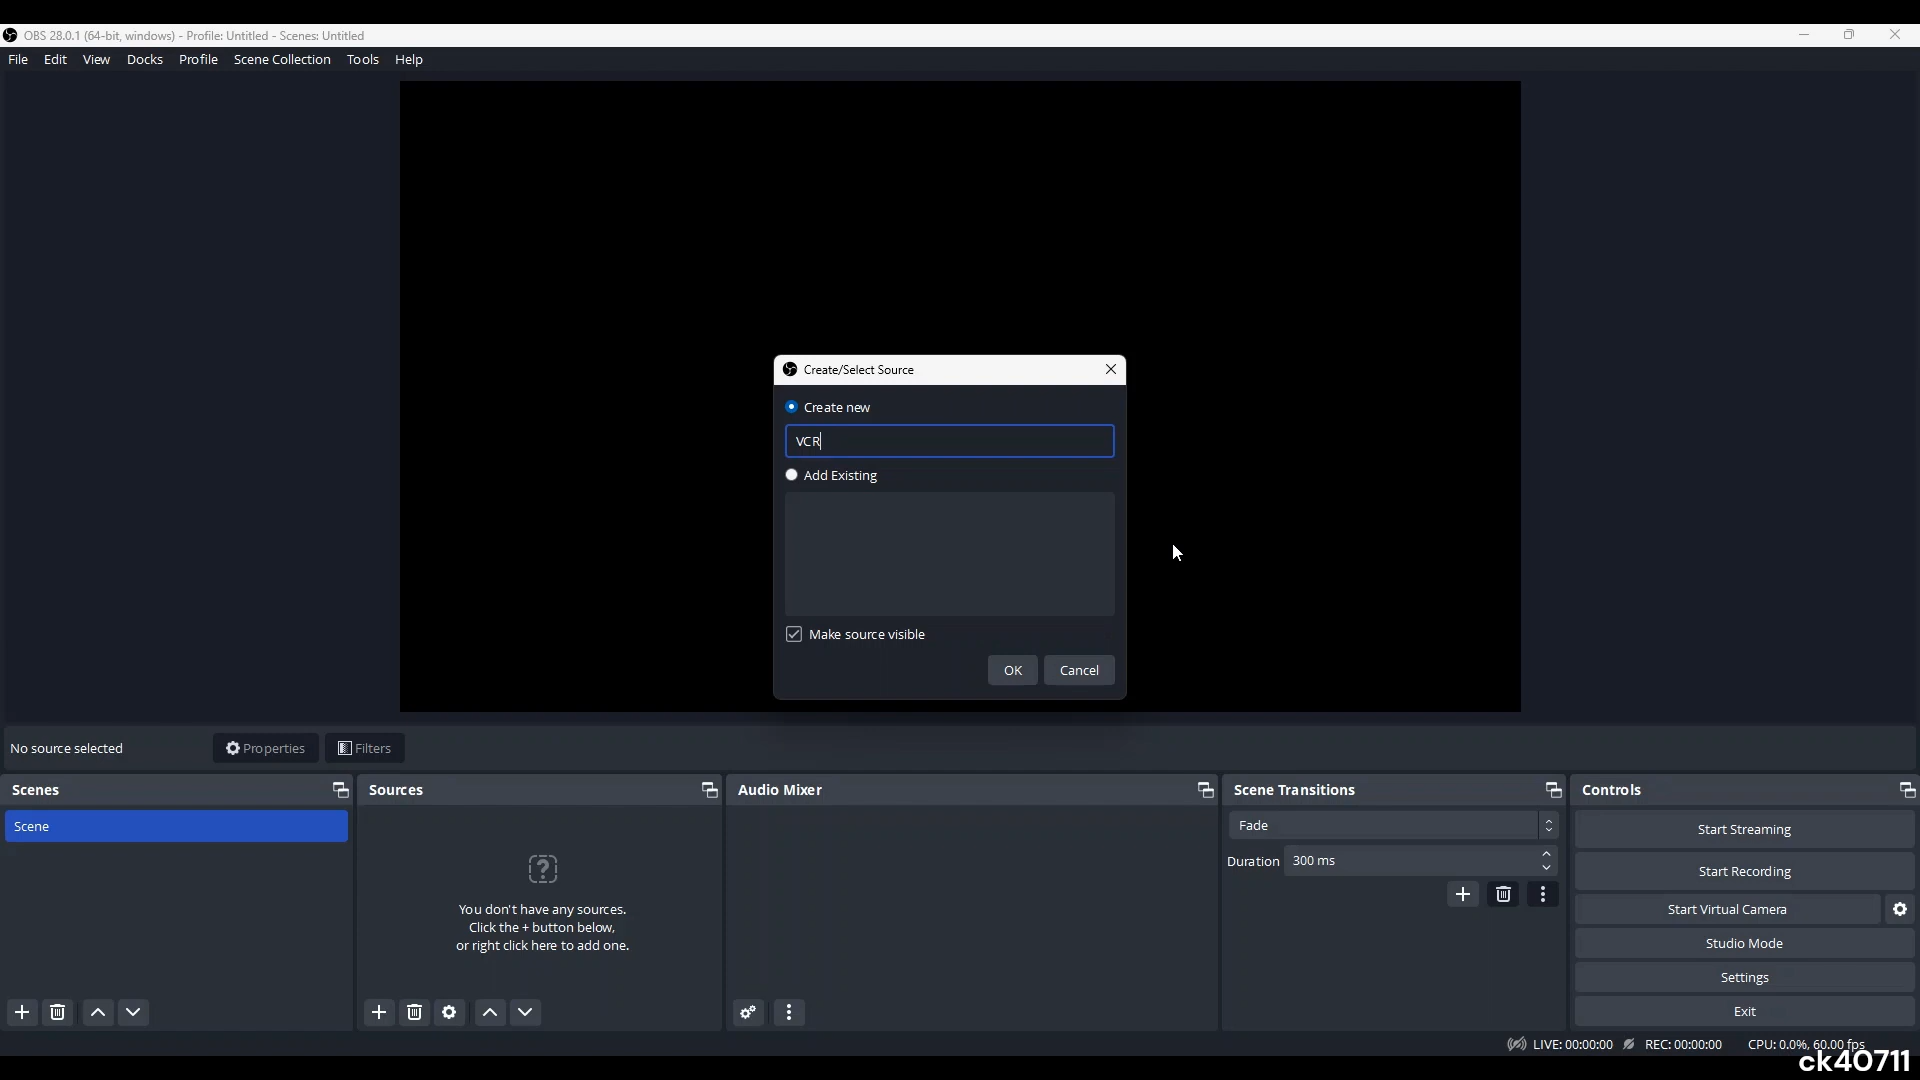 OBS 28.0.1 (64-bit, windows) - Profile: Untitled - Scenes: Untitled
File Edit View Docks Profile Scene Collection Tools Help
Create/Select Source
Create new
VCR
Add Existing
Make source visible
OK Cancel
No source selected Properties Filters
Scenes
Scene
Sources
You don't have any sources.
Click the + button below,
or right click here to add one.
Audio Mixer
Scene Transitions
Fade
Duration 300 ms
Controls
Start Streaming
Start Recording
Start Virtual Camera
Studio Mode
Settings
Exit
LIVE: 00:00:00 REC: 00:00:00 CPU: 0.0%, 60.00 fps
ck40711